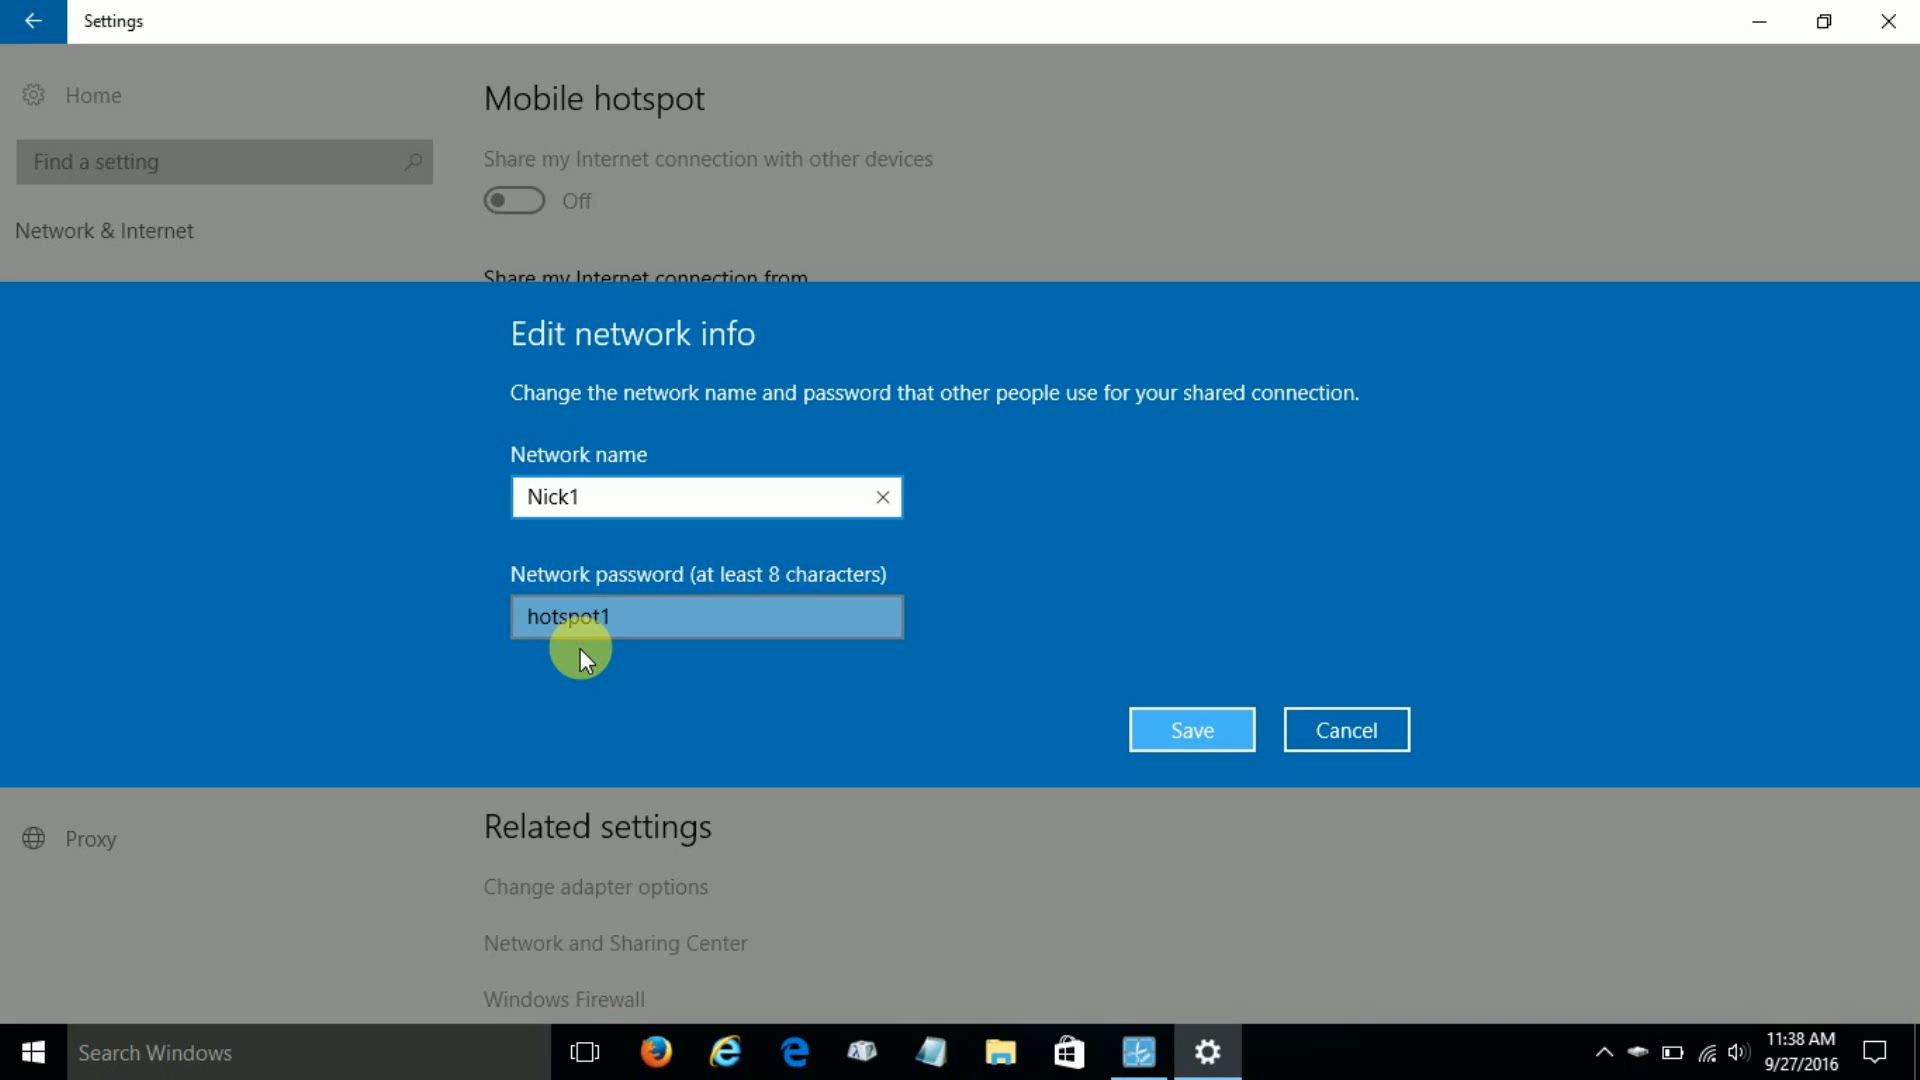 Settings
Home
Mobile hotspot
Find a setting
Share my Internet connection with other devices
Off
Network & Internet
Share my Internet connection from
Edit network info
Change the network name and password that other people use for your shared connection.
Network name
Nick1
Network password (at least 8 characters)
hotspot1
Save
Cancel
Related settings
Proxy
Change adapter options
Network and Sharing Center
Windows Firewall
Search Windows
11:38 AM
9/27/2016